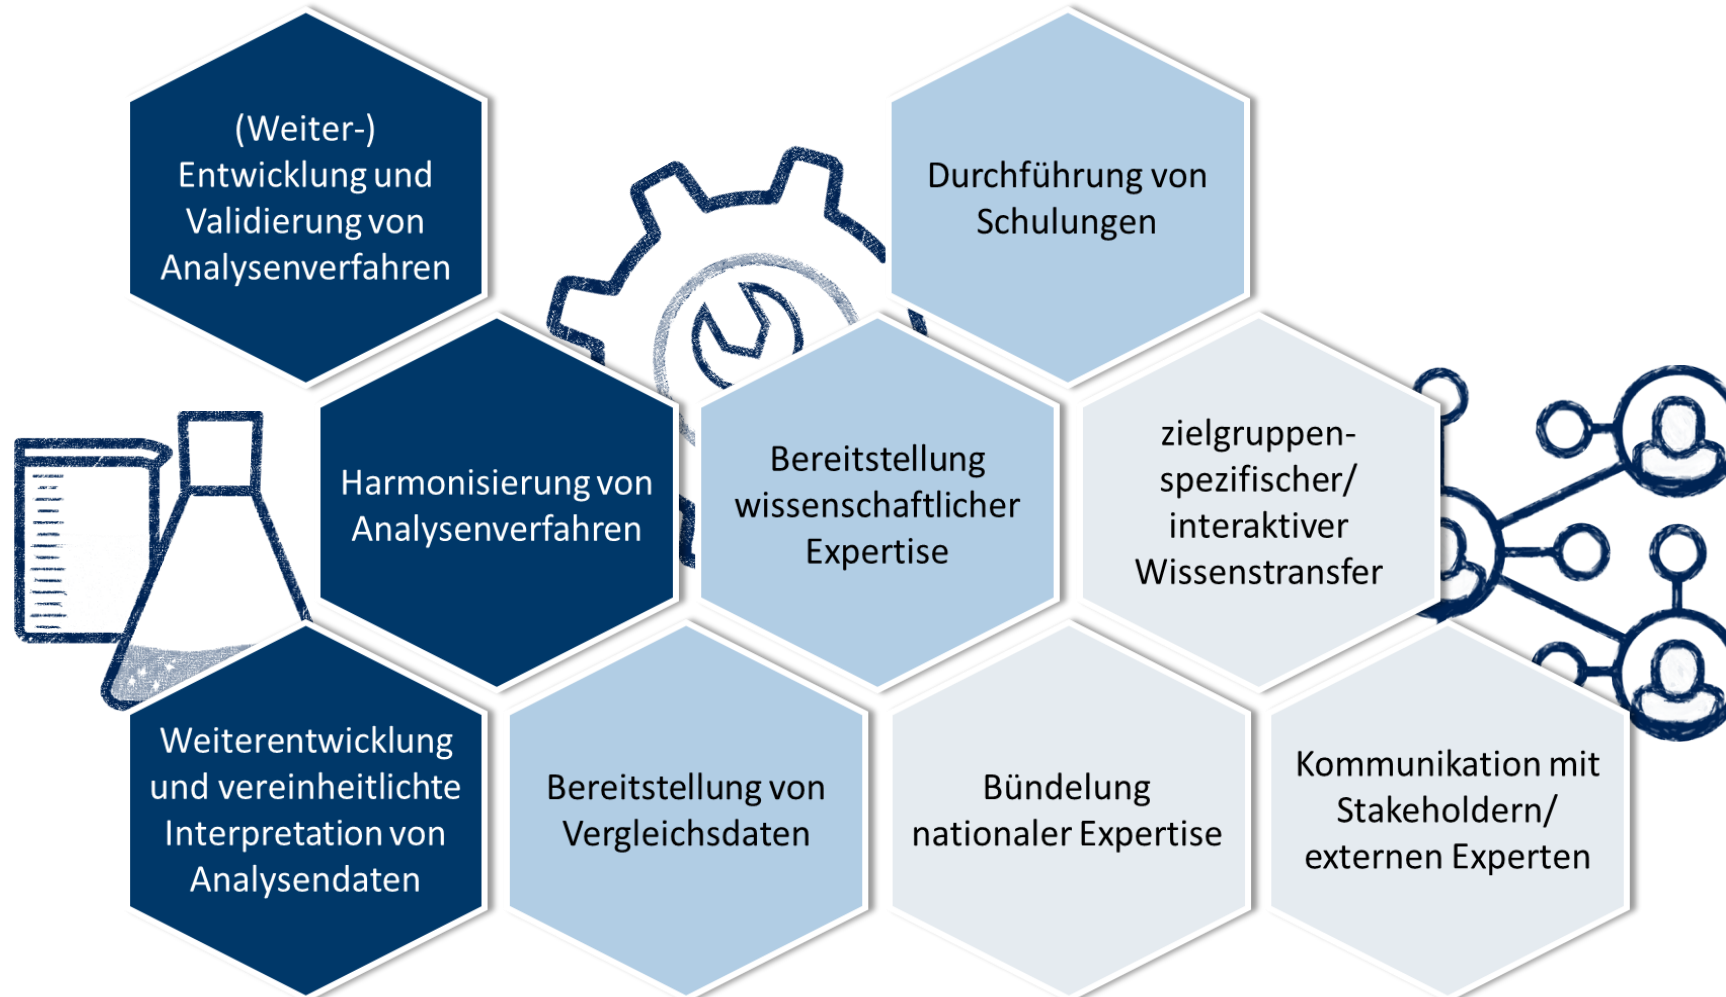 (Weiter-)
Entwicklung und
Validierung von
Analysenverfahren
Durchführung von
Schulungen
Harmonisierung von
Analysenverfahren
Bereitstellung
wissenschaftlicher
Expertise
zielgruppen-
spezifischer/
interaktiver
Wissenstransfer
Weiterentwicklung
und vereinheitlichte
Interpretation von
Analysendaten
Bereitstellung von
Vergleichsdaten
Bündelung
nationaler Expertise
Kommunikation mit
Stakeholdern/
externen Experten